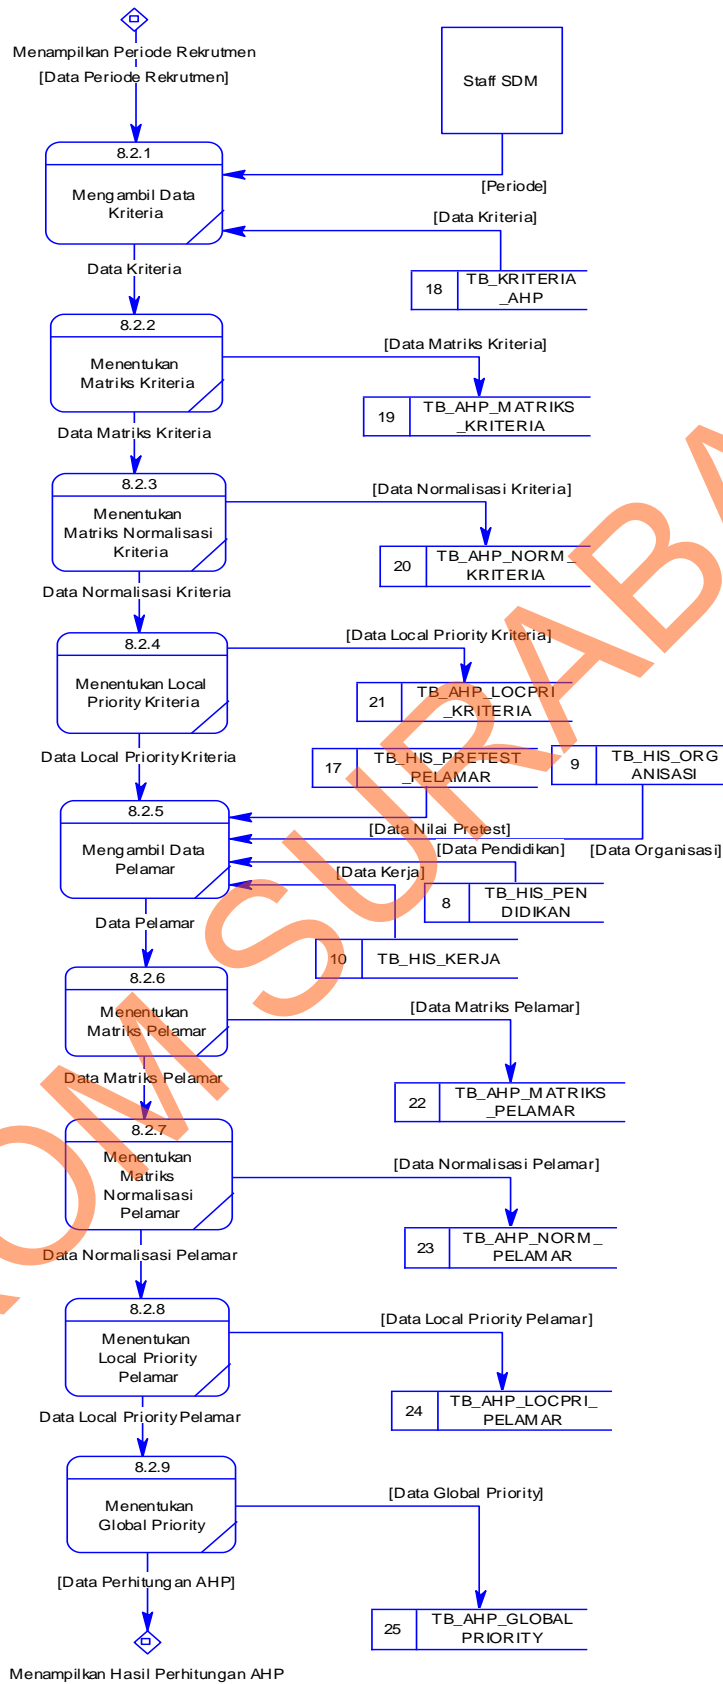 Menampilkan Periode Rekrutmen
[Data Periode Rekrutmen]
Staff SDM
8.2.1
Mengambil Data
Kriteria
[Periode]
[Data Kriteria]
Data Kriteria
18
TB_KRITERIA
_AHP
8.2.2
Menentukan
Matriks Kriteria
[Data Matriks Kriteria]
19
TB_AHP_MATRIKS
_KRITERIA
Data Matriks Kriteria
8.2.3
Menentukan
Matriks Normalisasi
Kriteria
[Data Normalisasi Kriteria]
20
TB_AHP_NORM_
KRITERIA
Data Normalisasi Kriteria
8.2.4
Menentukan Local
Priority Kriteria
[Data Local Priority Kriteria]
21
TB_AHP_LOCPRI
_KRITERIA
Data Local Priority Kriteria
17
TB_HIS_PRETEST
_PELAMAR
9
TB_HIS_ORG
ANISASI
8.2.5
Mengambil Data
Pelamar
[Data Nilai Pretest]
[Data Pendidikan]
[Data Organisasi]
[Data Kerja]
8
TB_HIS_PEN
DIDIKAN
Data Pelamar
10
TB_HIS_KERJA
8.2.6
Menentukan
Matriks Pelamar
[Data Matriks Pelamar]
Data Matriks Pelamar
22
TB_AHP_MATRIKS
_PELAMAR
8.2.7
Menentukan
Matriks
Normalisasi
Pelamar
[Data Normalisasi Pelamar]
23
TB_AHP_NORM_
PELAMAR
Data Normalisasi Pelamar
8.2.8
Menentukan
Local Priority
Pelamar
[Data Local Priority Pelamar]
24
TB_AHP_LOCPRI_
PELAMAR
Data Local Priority Pelamar
8.2.9
Menentukan
Global Priority
[Data Global Priority]
[Data Perhitungan AHP]
25
TB_AHP_GLOBAL
PRIORITY
Menampilkan Hasil Perhitungan AHP
OM SURABA